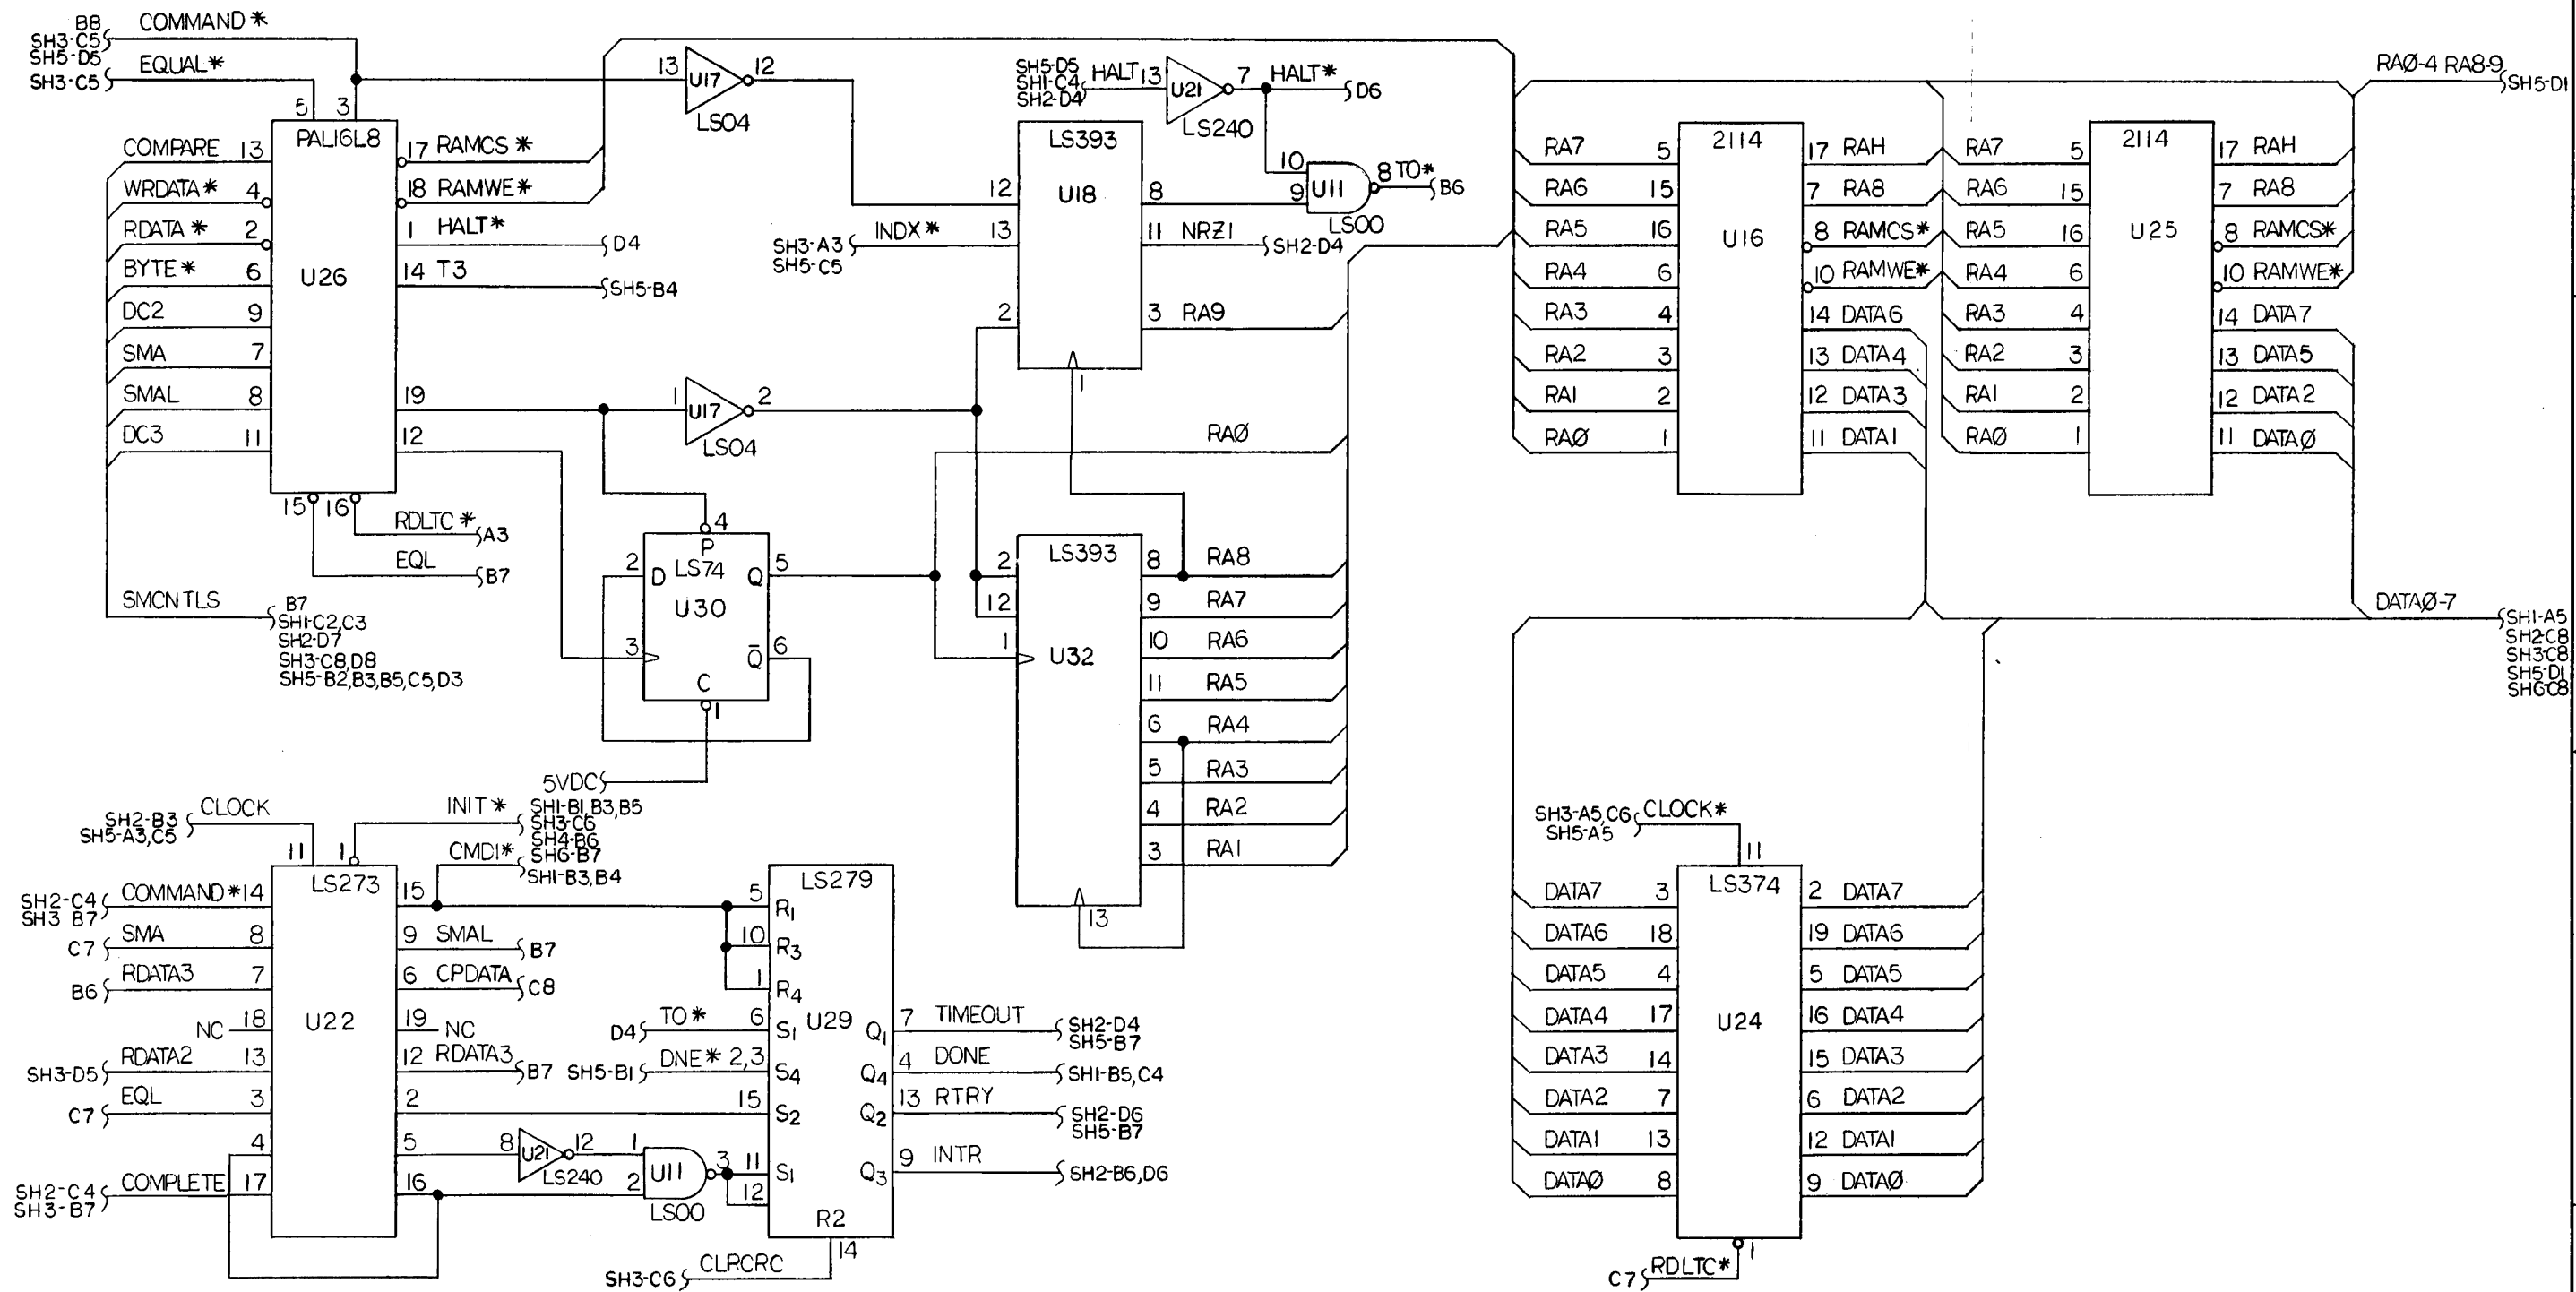 B8
SH3-C5
SH5-D5
COMMAND*
SH3-C5
EQUAL*
5 3
PAL16L8
U26
COMPARE 13
WRDATA* 4
RDATA* 2
BYTE* 6
DC2 9
SMA 7
SMAL 8
DC3 11
17 RAMCS*
18 RAMWE*
1 HALT*
D4
14 T3
SH5-B4
19
12
15 16
RDLTC*
A3
EQL
B7
SMCNTLS
B7
SH1-C2,C3
SH2-D7
SH3-C8,D8
SH5-B2,B3,B5,C5,D3
13 U17 12
LS04
1 U17 2
LS04
4
P
LS74
U30
2 D
Q 5
3
Q̅ 6
C
1
5VDC
SH5-D5
SH1-C4
SH2-D4
HALT 13 U21 7 HALT*
D6
LS240
10
9
U11
8 TO*
B6
LS00
LS393
U18
12
13
INDX*
SH3-A3
SH5-C5
2
8
11 NRZ1
SH2-D4
3 RA9
1
RAØ
LS393
U32
2
12
1
8 RA8
9 RA7
10 RA6
11 RA5
6 RA4
5 RA3
4 RA2
3 RA1
13
RAØ-4 RA8-9
SH5-D1
2114
U16
RA7 5
RA6 15
RA5 16
RA4 6
RA3 4
RA2 3
RA1 2
RAØ 1
17 RAH
7 RA8
8 RAMCS*
10 RAMWE*
14 DATA6
13 DATA4
12 DATA3
11 DATA1
2114
U25
RA7 5
RA6 15
RA5 16
RA4 6
RA3 4
RA2 3
RA1 2
RAØ 1
17 RAH
7 RA8
8 RAMCS*
10 RAMWE*
14 DATA7
13 DATA5
12 DATA2
11 DATAØ
DATAØ-7
SH1-A5
SH2-C8
SH3-C8
SH5-D1
SH6-C8
SH2-B3
SH5-A3,C5
CLOCK
11
INIT*
1
SH1-B1,B3,B5
SH3-C6
SH4-B6
SH6-B7
CMD1*
SH1-B3,B4
LS273
U22
SH2-C4
SH3 B7
COMMAND* 14
C7
SMA 8
B6
RDATA3 7
NC 18
SH3-D5
RDATA2 13
C7
EQL 3
4
SH2-C4
SH3-B7
COMPLETE 17
15
9 SMAL
B7
6 CPDATA
C8
19 NC
12 RDATA3
B7
2
5
16
8 U21 12
LS240
1
2
U11
3
LS00
LS279
U29
5 R1
10 R3
1 R4
D4
TO* 6 S1
SH5-B1
DNE* 2,3 S4
15 S2
11 S1
12
R2
14
SH3-C6
CLRCRC
Q1 7 TIMEOUT
SH2-D4
SH5-B7
Q4 4 DONE
SH1-B5,C4
Q2 13 RTRY
SH2-D6
SH5-B7
Q3 9 INTR
SH2-B6,D6
SH3-A5,C6
SH5-A5
CLOCK*
11
LS374
U24
DATA7 3
DATA6 18
DATA5 4
DATA4 17
DATA3 14
DATA2 7
DATA1 13
DATAØ 8
2 DATA7
19 DATA6
5 DATA5
16 DATA4
15 DATA3
6 DATA2
12 DATA1
9 DATAØ
1
C7
RDLTC*